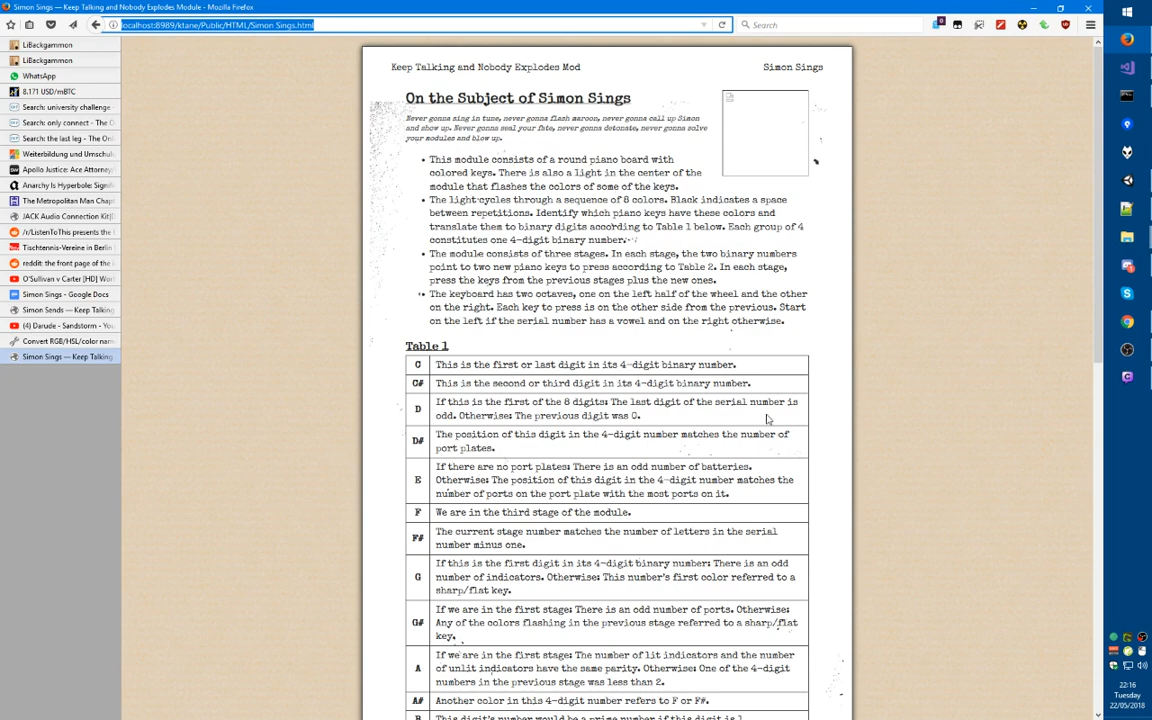 Simon Sings — Keep Talking and Nobody Explodes Module - Mozilla Firefox
localhost:8989/ktane/Public/HTML/Simon Sings.html
Search
LiBackgammon
LiBackgammon
WhatsApp
8.171 USD/mBTC
Search: university challenge
Search: only connect - The
Search: the last leg - The Onl
Weiterbildung und Umschul
Apollo Justice: Ace Attorney
Anarchy Is Hyperbole: Signif
The Metropolitan Man Chapt
JACK Audio Connection Kit|D
/r/ListenToThis: the freshest
Tischtennis-Vereine in Berlin
reddit: the front page of the
O'Sullivan v Carter [HD] Wor
Simon Sings - Google Docs
Simon Sends — Keep Talking
(4) Darude - Sandstorm - You
Convert RGB/HSL/color nam
Simon Sings — Keep Talking
Keep Talking and Nobody Explodes Mod
Simon Sings
On the Subject of Simon Sings
Never gonna sing in tune, never gonna flash maroon, never gonna call up Simon
and show up. Never gonna seal your fate, never gonna detonate, never gonna solve
your modules and blow up.
• This module consists of a round piano board with
colored keys. There is also a light in the center of the
module that flashes the colors of some of the keys.
• The light cycles through a sequence of 8 colors. Black indicates a space
between repetitions. Identify which piano keys have these colors and
translate them to binary digits according to Table 1 below. Each group of 4
constitutes one 4-digit binary number.
• The module consists of three stages. In each stage, the two binary numbers
point to two new piano keys to press according to Table 2. In each stage,
press the keys from the previous stages plus the new ones.
• The keyboard has two octaves, one on the left half of the wheel and the other
on the right. Each key to press is on the other side from the previous. Start
on the left if the serial number has a vowel and on the right otherwise.
Table 1
C This is the first or last digit in its 4-digit binary number.
C# This is the second or third digit in its 4-digit binary number.
D If this is the first of the 8 digits: The last digit of the serial number is
odd. Otherwise: The previous digit was 0.
D# The position of this digit in the 4-digit number matches the number of
port plates.
E If there are no port plates: There is an odd number of batteries.
Otherwise: The position of this digit in the 4-digit number matches the
number of ports on the port plate with the most ports on it.
F We are in the third stage of the module.
F# The current stage number matches the number of letters in the serial
number minus one.
G If this is the first digit in its 4-digit binary number: There is an odd
number of indicators. Otherwise: This number's first color referred to a
sharp/flat key.
G# If we are in the first stage: There is an odd number of ports. Otherwise:
Any of the colors flashing in the previous stage referred to a sharp/flat
key.
A If we are in the first stage: The number of lit indicators and the number
of unlit indicators have the same parity. Otherwise: One of the 4-digit
numbers in the previous stage was less than 2.
A# Another color in this 4-digit number refers to F or F#.
B This digit's number would be a prime number if this digit is 1.
22:16
Tuesday
22/05/2018